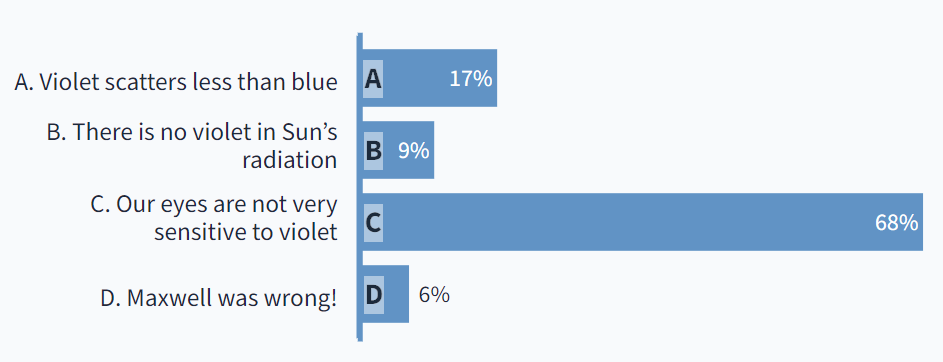 A. Violet scatters less than blue
A
17%
B. There is no violet in Sun’s
radiation
B
9%
C. Our eyes are not very
sensitive to violet
C
68%
D. Maxwell was wrong!
D
6%